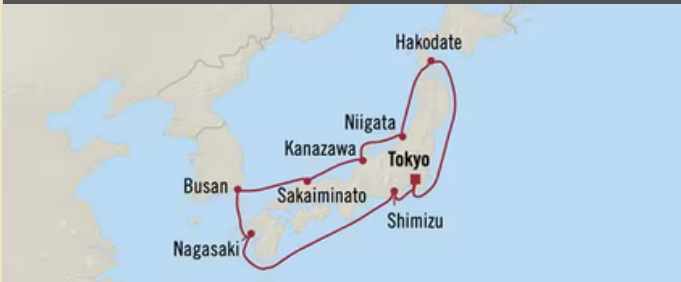 Hakodate
Niigata
Kanazawa
Tokyo
Busan
Sakaiminato
Shimizu
Nagasaki